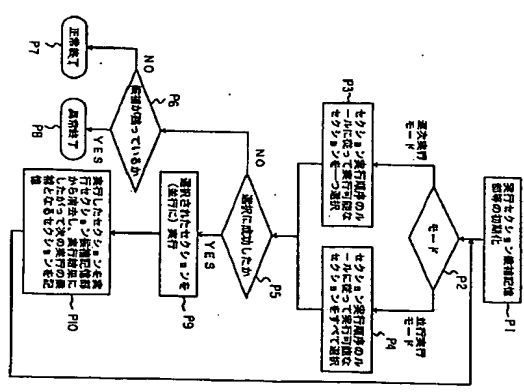 実行セクション候補記憶
部等の初期化
P1
モード
P2
逐次実行
モード
並行実行
モード
セクション実行順序のル
ールに従って実行可能な
セクションを一つ選択
P3
セクション実行順序のル
ールに従って実行可能な
セクションをすべて選択
P4
選択に成功したか
P5
NO
YES
候補が残っているか
P6
NO
YES
正常終了
P7
異常終了
P8
選択されたセクションを
(並行に) 実行
P9
実行したセクションを実
行セクション候補記憶部
から消去し、実行結果に
したがって次の実行の候
補となるセクションを記
憶
P10